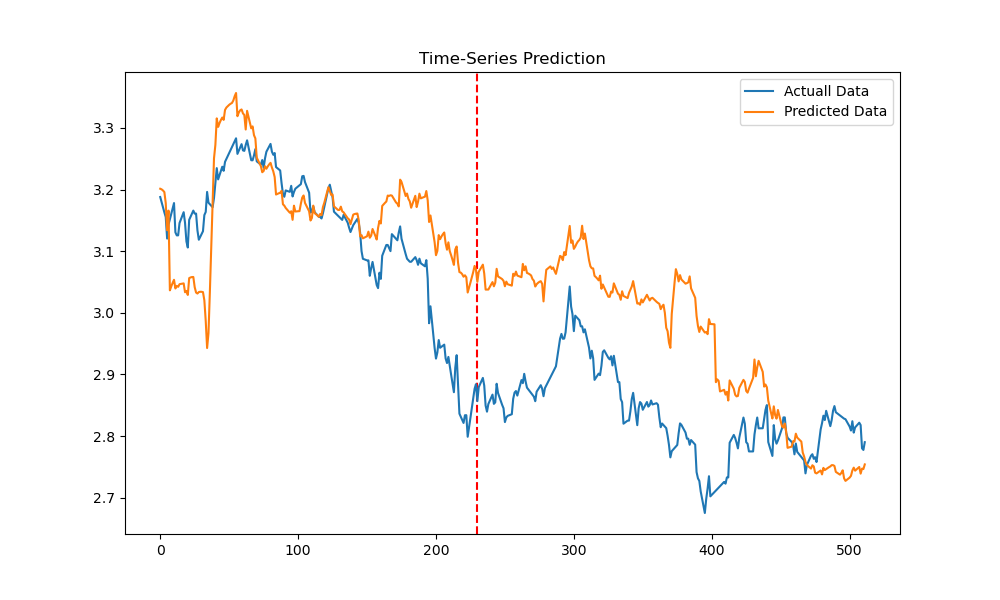 Time-Series Prediction
Actuall Data
Predicted Data
3.3
3.2
3.1
3.0
2.9
2.8
2.7
0 100 200 300 400 500